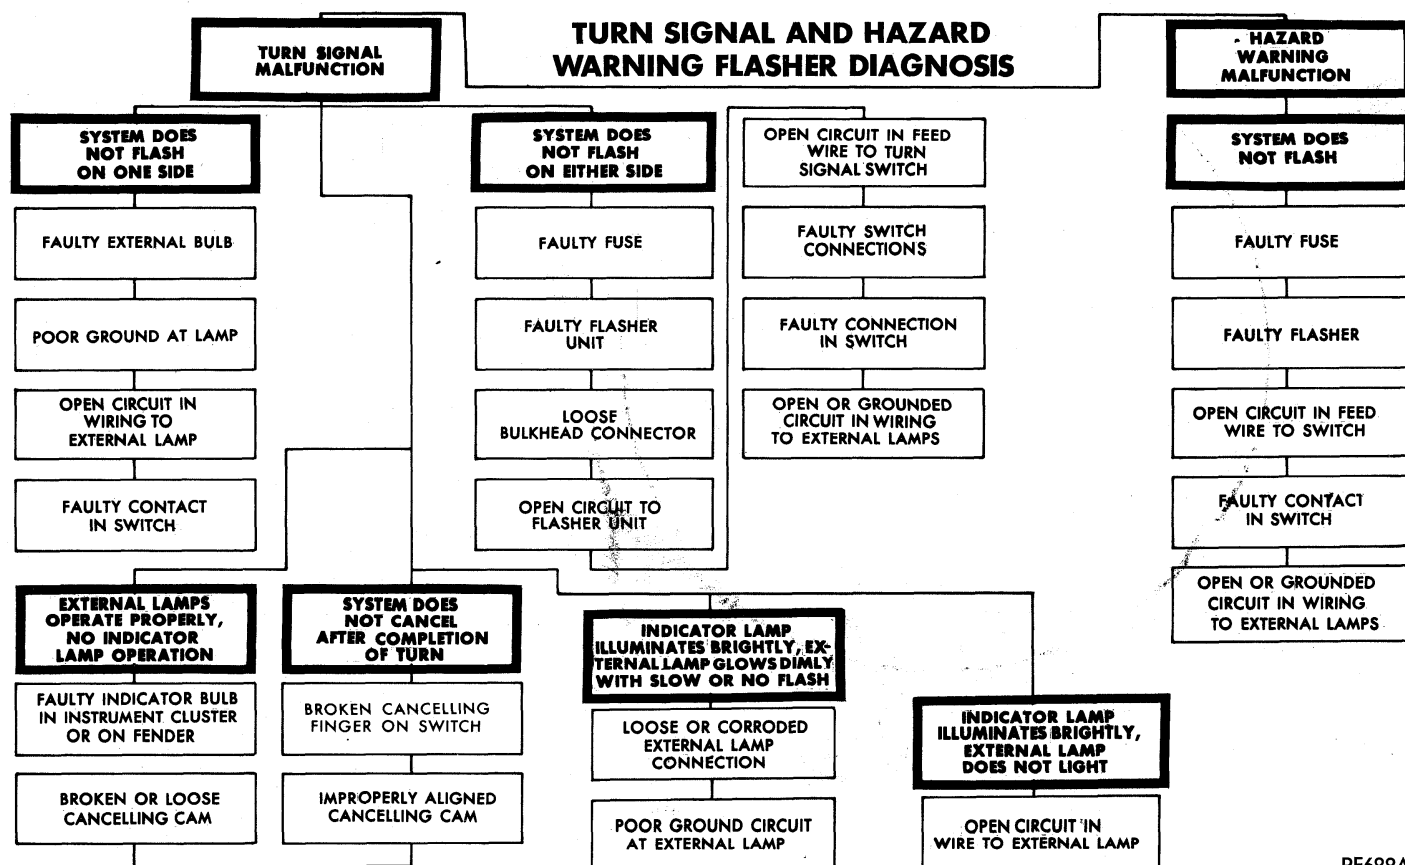 TURN SIGNAL AND HAZARD
WARNING FLASHER DIAGNOSIS
TURN SIGNAL
MALFUNCTION
SYSTEM DOES
NOT FLASH
ON ONE SIDE
FAULTY EXTERNAL BULB
POOR GROUND AT LAMP
OPEN CIRCUIT IN
WIRING TO
EXTERNAL LAMP
FAULTY CONTACT
IN SWITCH
SYSTEM DOES
NOT FLASH
ON EITHER SIDE
FAULTY FUSE
FAULTY FLASHER
UNIT
LOOSE
BULKHEAD CONNECTOR
OPEN CIRCUIT TO
FLASHER UNIT
OPEN CIRCUIT IN FEED
WIRE TO TURN
SIGNAL SWITCH
FAULTY SWITCH
CONNECTIONS
FAULTY CONNECTION
IN SWITCH
OPEN OR GROUNDED
CIRCUIT IN WIRING
TO EXTERNAL LAMPS
HAZARD
WARNING
MALFUNCTION
SYSTEM DOES
NOT FLASH
FAULTY FUSE
FAULTY FLASHER
OPEN CIRCUIT IN FEED
WIRE TO SWITCH
FAULTY CONTACT
IN SWITCH
OPEN OR GROUNDED
CIRCUIT IN WIRING
TO EXTERNAL LAMPS
EXTERNAL LAMPS
OPERATE PROPERLY,
NO INDICATOR
LAMP OPERATION
FAULTY INDICATOR BULB
IN INSTRUMENT CLUSTER
OR ON FENDER
BROKEN OR LOOSE
CANCELLING CAM
SYSTEM DOES
NOT CANCEL
AFTER COMPLETION
OF TURN
BROKEN CANCELLING
FINGER ON SWITCH
IMPROPERLY ALIGNED
CANCELLING CAM
INDICATOR LAMP
ILLUMINATES BRIGHTLY, EX-
TERNAL LAMP GLOWS DIMLY
WITH SLOW OR NO FLASH
LOOSE OR CORRODED
EXTERNAL LAMP
CONNECTION
POOR GROUND CIRCUIT
AT EXTERNAL LAMP
INDICATOR LAMP
ILLUMINATES BRIGHTLY,
EXTERNAL LAMP
DOES NOT LIGHT
OPEN CIRCUIT IN
WIRE TO EXTERNAL LAMP